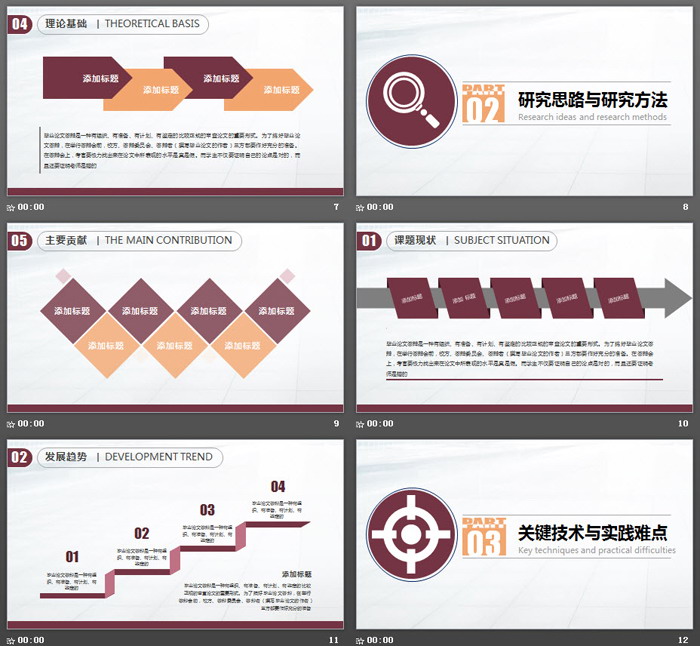 04 理论基础 | THEORETICAL BASIS
添加标题
添加标题
添加标题
添加标题
毕业论文答辩是一种有组织、有准备、有计划、有监造的比较正规的审查论文的重要形式。为了搞好毕业论
文答辩，在举行答辩会前，校方、答辩委员会、答辩者（撰写毕业论文的作者）三方都要作好充分的准备。
在答辩会上，考官要极力找出来在论文中所表现的水平是真是假。而学生不仅要证明自己的论点是对的，而
且还要证明老师是错的
00:00
7
PART
02
研究思路与研究方法
Research ideas and research methods
00:00
8
05 主要贡献 | THE MAIN CONTRIBUTION
添加标题
添加标题
添加标题
添加标题
添加标题
添加标题
添加标题
00:00
9
01 课题现状 | SUBJECT SITUATION
添加标题
添加 标题
添加标题
添加标题
添加标题
毕业论文答辩是一种有组织、有准备、有计划、有监造的比较正规的审查论文的重要形式。为了搞好毕业论文答
辩，在举行答辩会前，校方、答辩委员会、答辩者（撰写毕业论文的作者）三方都要作好充分的准备。在答辩会
上，考官要极力找出来在论文中所表现的水平是真是假。而学生不仅要证明自己的论点是对的，而且还要证明老
师是错的
00:00
10
02 发展趋势 | DEVELOPMENT TREND
01
毕业论文答辩是一种有组
织、有准备、有计划、有
02
毕业论文答辩是一种有组
织、有准备、有计划、有
03
毕业论文答辩是一种有组
织、有准备、有计划、有
04
毕业论文答辩是一种有组
织、有准备、有计划、有
添加标题
毕业论文答辩是一种有组织、有准备、有计划、有监造的比较
正规的审查论文的重要形式。为了搞好毕业论文答辩，在举行
答辩会前，校方、答辩委员会、答辩者（撰写毕业论文的作者）
三方都要作好充分的准备
00:00
11
PART
03
关键技术与实践难点
Key techniques and practical difficulties
00:00
12